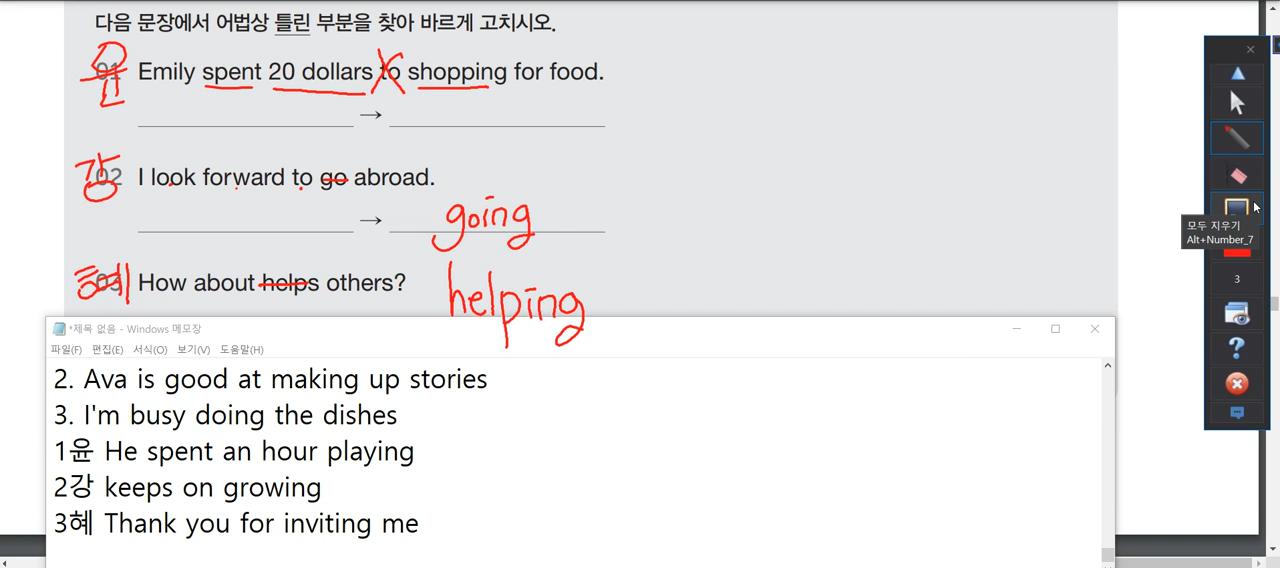 다음 문장에서 어법상 틀린 부분을 찾아 바르게 고치시오.
윤
01 Emily spent 20 dollars to shopping for food.
→
강
02 I look forward to go abroad.
→ going
혜
03 How about helps others?
helping
*제목 없음 - Windows 메모장
파일(F) 편집(E) 서식(O) 보기(V) 도움말(H)
2. Ava is good at making up stories
3. I'm busy doing the dishes
1윤 He spent an hour playing
2강 keeps on growing
3혜 Thank you for inviting me
모두 지우기
Alt+Number_7
3